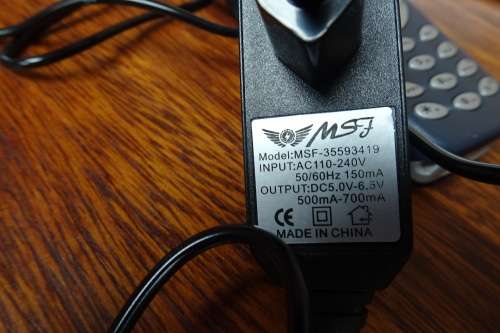 MSF
Model:MSF-35593419
INPUT:AC110-240V
50/60Hz 150mA
OUTPUT:DC5.0V-6.5V
500mA-700mA
CE
MADE IN CHINA